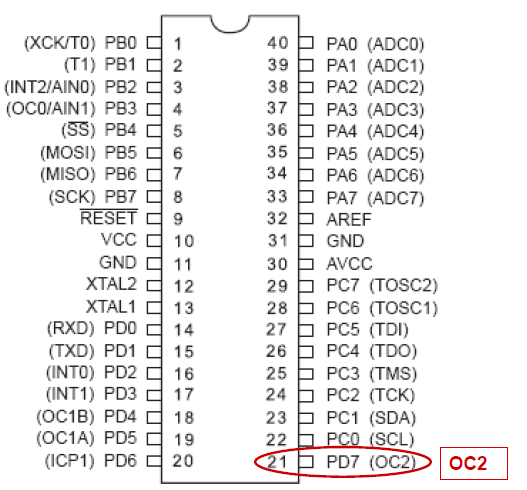 (XCK/T0) PB0 1 40 PA0 (ADC0)
(T1) PB1 2 39 PA1 (ADC1)
(INT2/AIN0) PB2 3 38 PA2 (ADC2)
(OC0/AIN1) PB3 4 37 PA3 (ADC3)
(SS) PB4 5 36 PA4 (ADC4)
(MOSI) PB5 6 35 PA5 (ADC5)
(MISO) PB6 7 34 PA6 (ADC6)
(SCK) PB7 8 33 PA7 (ADC7)
RESET 9 32 AREF
VCC 10 31 GND
GND 11 30 AVCC
XTAL2 12 29 PC7 (TOSC2)
XTAL1 13 28 PC6 (TOSC1)
(RXD) PD0 14 27 PC5 (TDI)
(TXD) PD1 15 26 PC4 (TDO)
(INT0) PD2 16 25 PC3 (TMS)
(INT1) PD3 17 24 PC2 (TCK)
(OC1B) PD4 18 23 PC1 (SDA)
(OC1A) PD5 19 22 PC0 (SCL)
(ICP1) PD6 20 21 PD7 (OC2) OC2